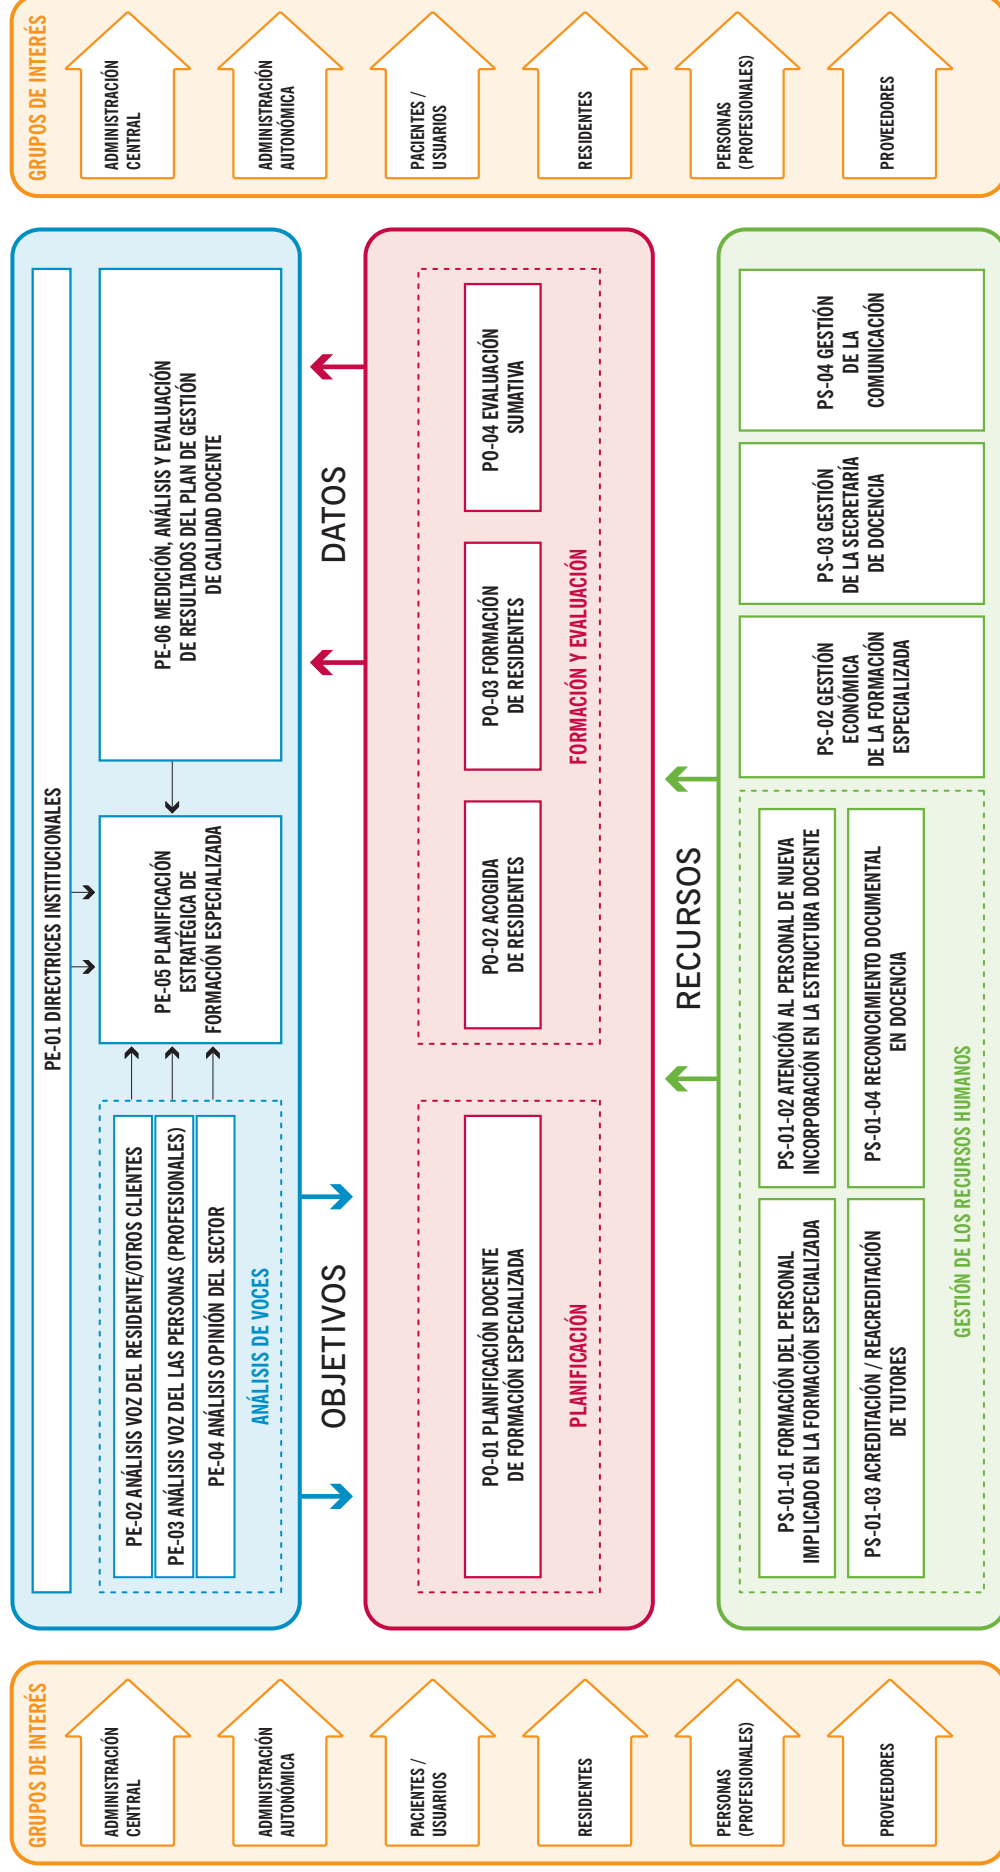 GRUPOS DE INTERÉS
ADMINISTRACIÓN
CENTRAL
ADMINISTRACIÓN
AUTONÓMICA
PACIENTES /
USUARIOS
RESIDENTES
PERSONAS
(PROFESIONALES)
PROVEEDORES
PE-01 DIRECTRICES INSTITUCIONALES
PE-02 ANÁLISIS VOZ DEL RESIDENTE/OTROS CLIENTES
PE-03 ANÁLISIS VOZ DE LAS PERSONAS (PROFESIONALES)
PE-04 ANÁLISIS OPINIÓN DEL SECTOR
ANÁLISIS DE VOCES
PE-05 PLANIFICACIÓN
ESTRATÉGICA DE
FORMACIÓN ESPECIALIZADA
PE-06 MEDICIÓN, ANÁLISIS Y EVALUACIÓN
DE RESULTADOS DEL PLAN DE GESTIÓN
DE CALIDAD DOCENTE
OBJETIVOS
DATOS
PO-01 PLANIFICACIÓN DOCENTE
DE FORMACIÓN ESPECIALIZADA
PLANIFICACIÓN
PO-02 ACOGIDA
DE RESIDENTES
PO-03 FORMACIÓN
DE RESIDENTES
PO-04 EVALUACIÓN
SUMATIVA
FORMACIÓN Y EVALUACIÓN
RECURSOS
PS-01-01 FORMACIÓN DEL PERSONAL
IMPLICADO EN LA FORMACIÓN ESPECIALIZADA
PS-01-02 ATENCIÓN AL PERSONAL DE NUEVA
INCORPORACIÓN EN LA ESTRUCTURA DOCENTE
PS-01-03 ACREDITACIÓN / REACREDITACIÓN
DE TUTORES
PS-01-04 RECONOCIMIENTO DOCUMENTAL
EN DOCENCIA
GESTIÓN DE LOS RECURSOS HUMANOS
PS-02 GESTIÓN
ECONÓMICA
DE LA FORMACIÓN
ESPECIALIZADA
PS-03 GESTIÓN
DE LA SECRETARÍA
DE DOCENCIA
PS-04 GESTIÓN
DE LA
COMUNICACIÓN
GRUPOS DE INTERÉS
ADMINISTRACIÓN
CENTRAL
ADMINISTRACIÓN
AUTONÓMICA
PACIENTES /
USUARIOS
RESIDENTES
PERSONAS
(PROFESIONALES)
PROVEEDORES